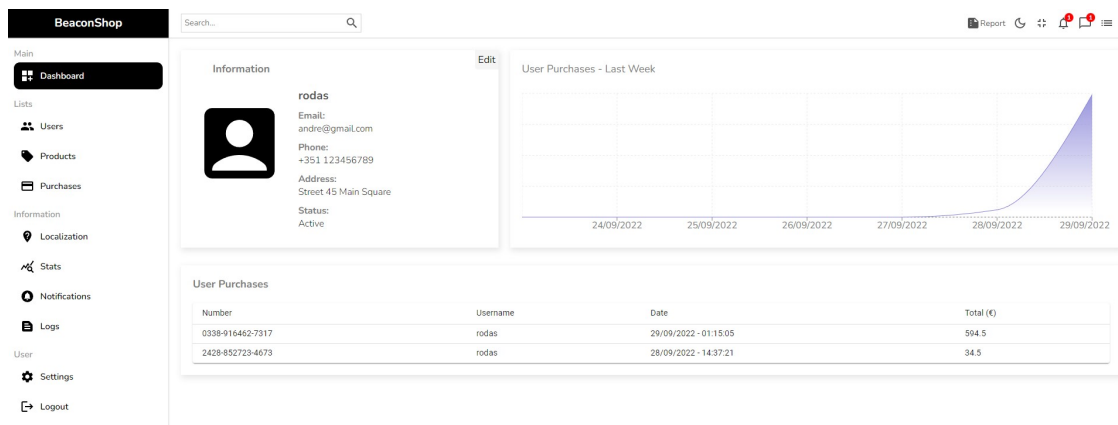 BeaconShop
Search...
Report
1
1
Main
Dashboard
Lists
Users
Products
Purchases
Information
Localization
Stats
Notifications
Logs
User
Settings
Logout
Information
Edit
rodas
Email:
andre@gmail.com
Phone:
+351 123456789
Address:
Street 45 Main Square
Status:
Active
User Purchases - Last Week
24/09/2022 25/09/2022 26/09/2022 27/09/2022 28/09/2022 29/09/2022
User Purchases
Number Username Date Total (€)
0338-916462-7317 rodas 29/09/2022 - 01:15:05 594.5
2428-852723-4673 rodas 28/09/2022 - 14:37:21 34.5